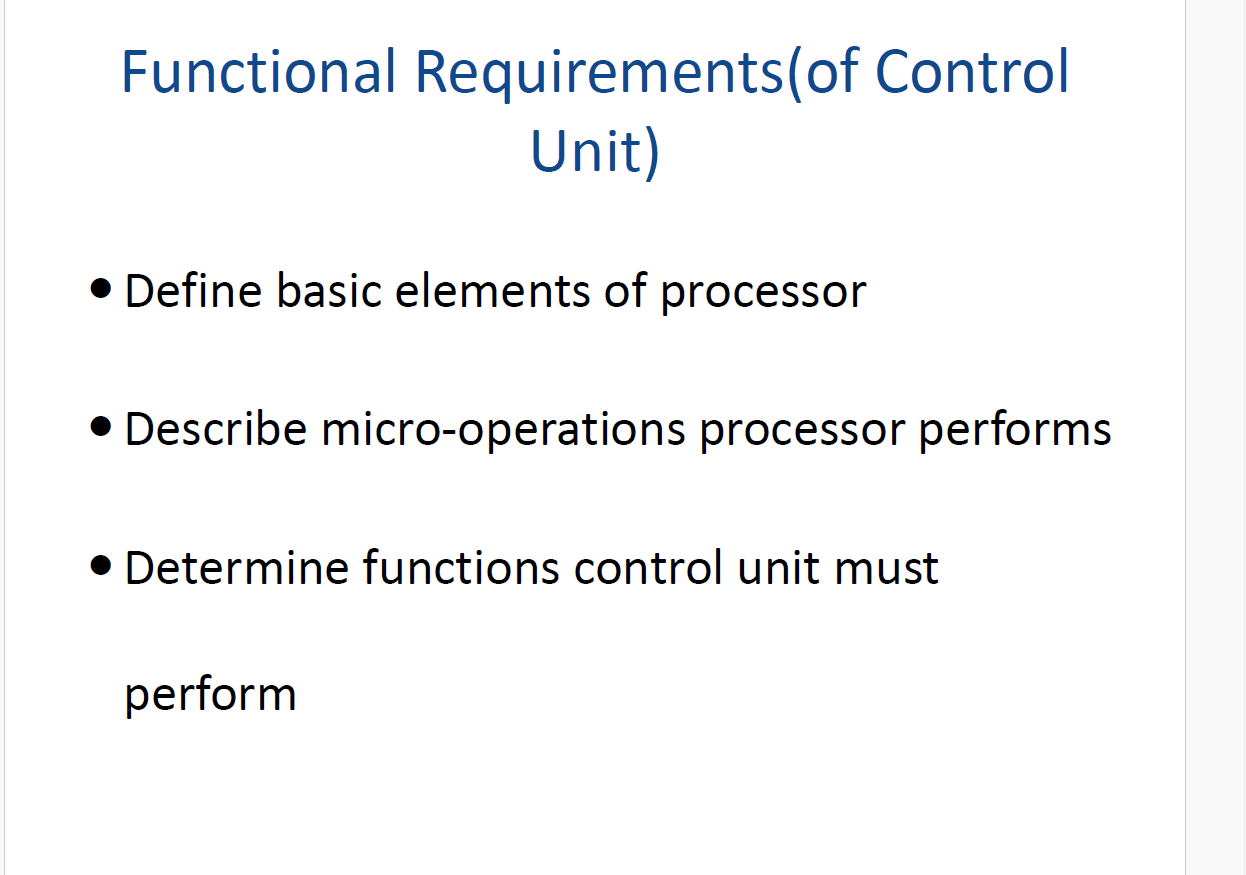 Functional Requirements(of Control
Unit)
• Define basic elements of processor
• Describe micro-operations processor performs
• Determine functions control unit must
perform